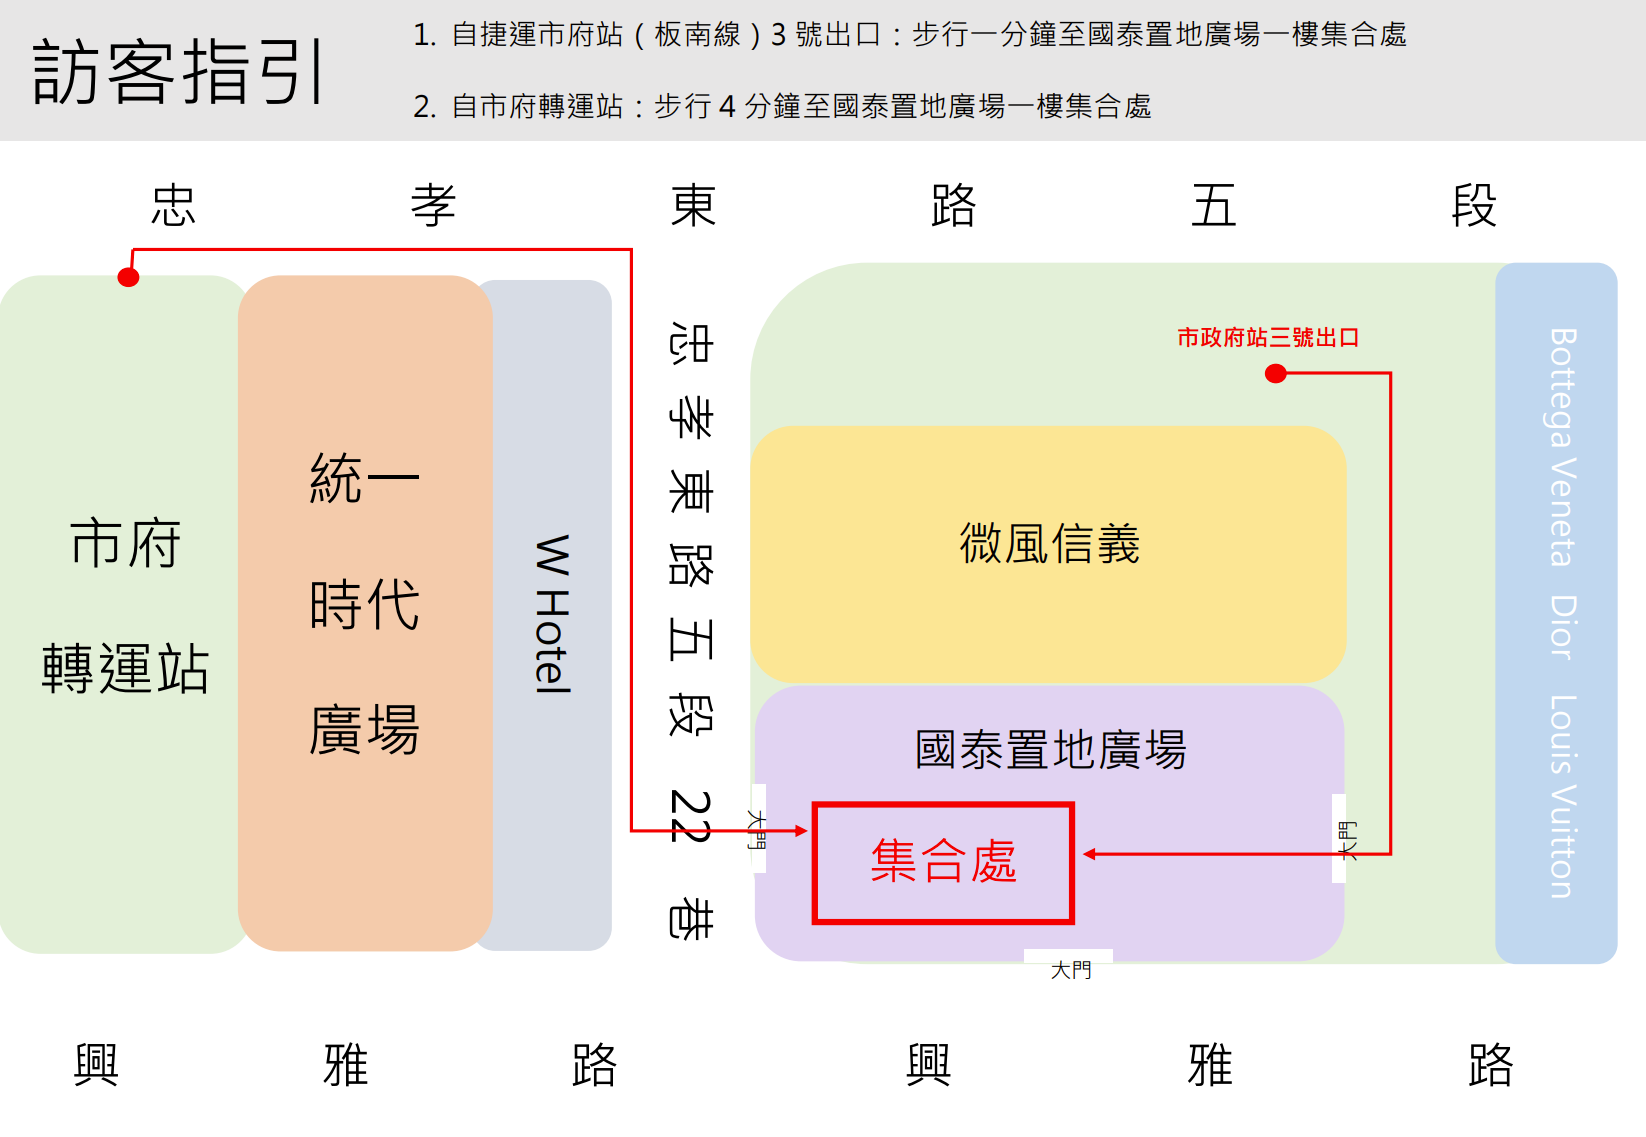 訪客指引
1. 自捷運市府站（板南線）3 號出口：步行一分鐘至國泰置地廣場一樓集合處
2. 自市府轉運站：步行 4 分鐘至國泰置地廣場一樓集合處
忠孝東路五段
市府
轉運站
統一
時代
廣場
W Hotel
忠孝東路五段 22 巷
市政府站三號出口
微風信義
國泰置地廣場
集合處
大門
大門
大門
Bottega Veneta Dior Louis Vuitton
興雅路
興雅路